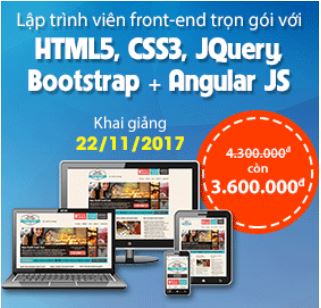 Lập trình viên front-end trọn gói với
HTML5, CSS3, JQuery,
Bootstrap + Angular JS
Khai giảng
22/11/2017
4.300.000đ
còn
3.600.000đ